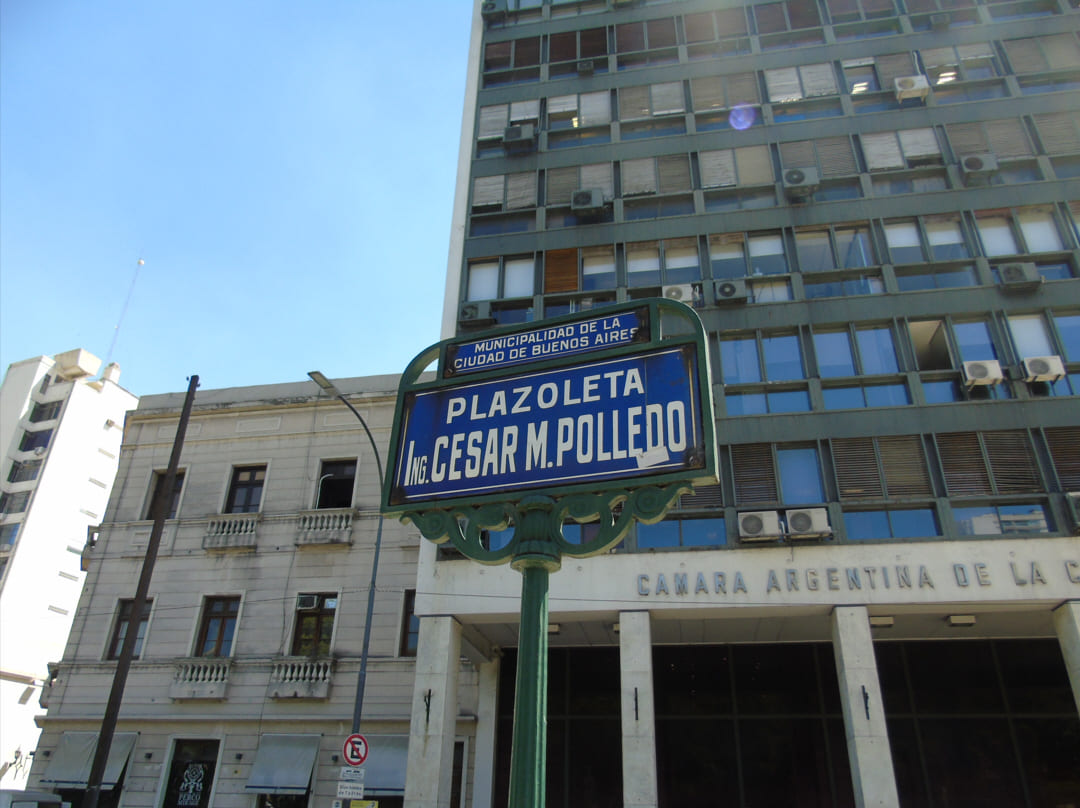 MUNICIPALIDAD DE LA
CIUDAD DE BUENOS AIRES
PLAZOLETA
ING. CESAR M. POLLEDO
CAMARA ARGENTINA DE LA C
E